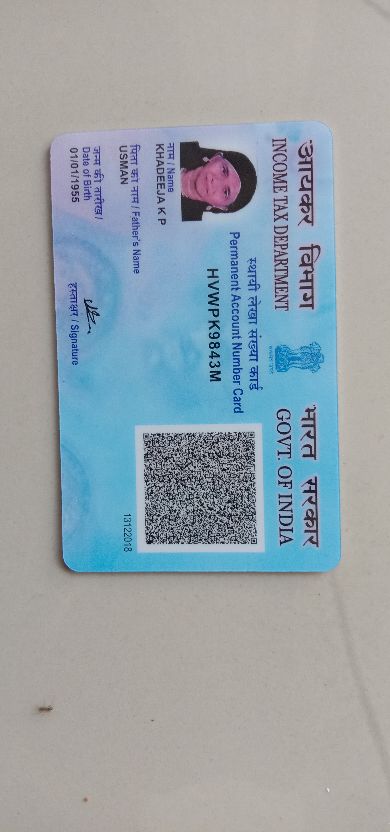 आयकर विभाग
INCOME TAX DEPARTMENT
भारत सरकार
GOVT. OF INDIA
स्थायी लेखा संख्या कार्ड
Permanent Account Number Card
HVWPK9843M
नाम / Name
KHADEEJA K P
पिता का नाम / Father's Name
USMAN
जन्म की तारीख /
Date of Birth
01/01/1955
हस्ताक्षर / Signature
13122018